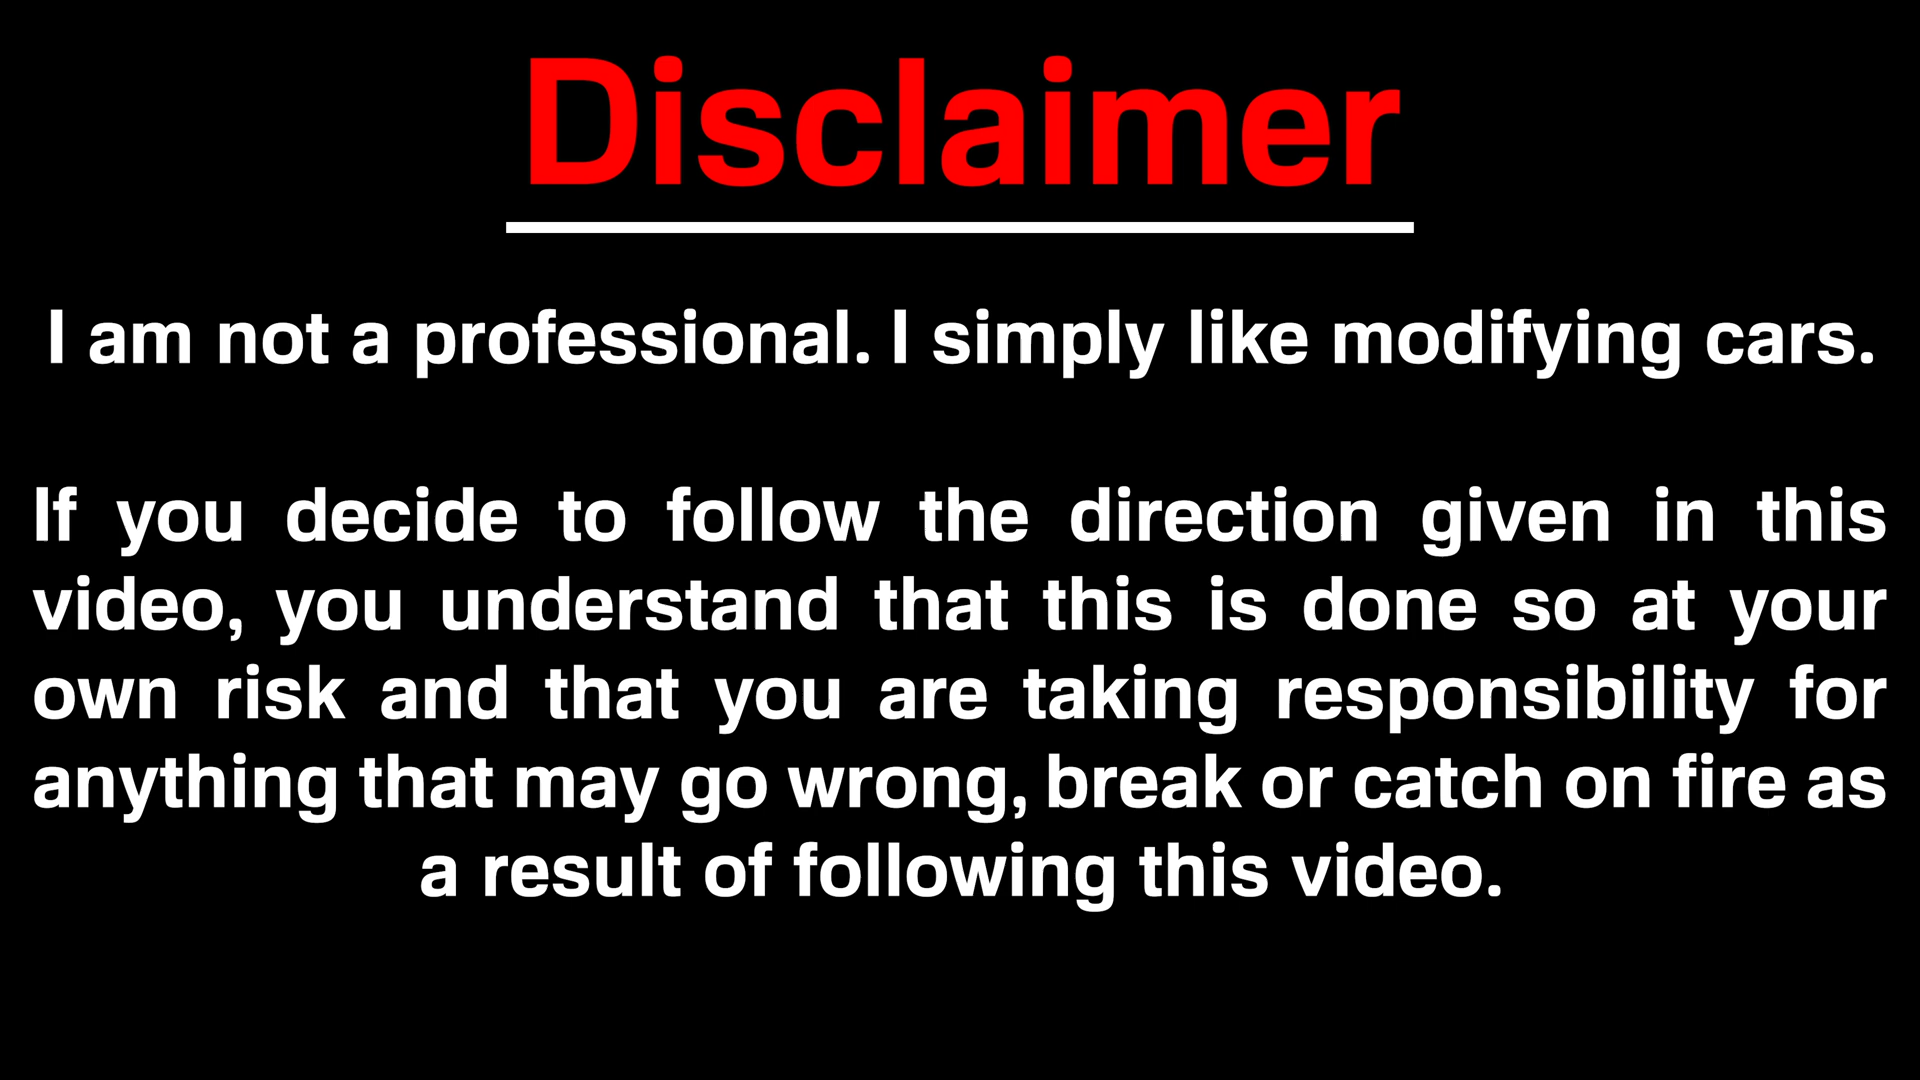 Disclaimer
I am not a professional. I simply like modifying cars.
If you decide to follow the direction given in this
video, you understand that this is done so at your
own risk and that you are taking responsibility for
anything that may go wrong, break or catch on fire as
a result of following this video.